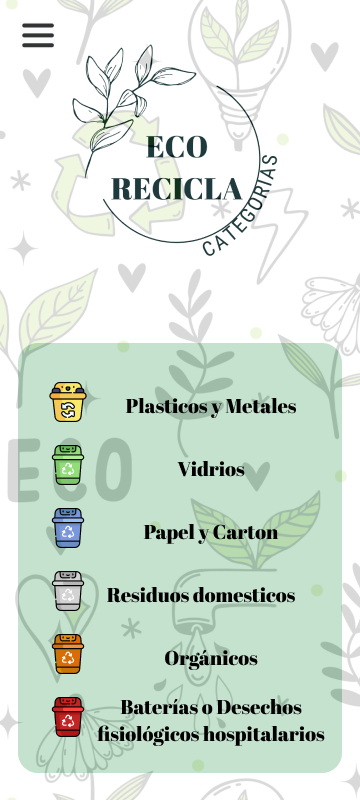 ECO
RECICLA
CATEGORIAS
Plasticos y Metales
Vidrios
ECO
Papel y Carton
Residuos domesticos
Orgánicos
Baterías o Desechos
fisiológicos hospitalarios